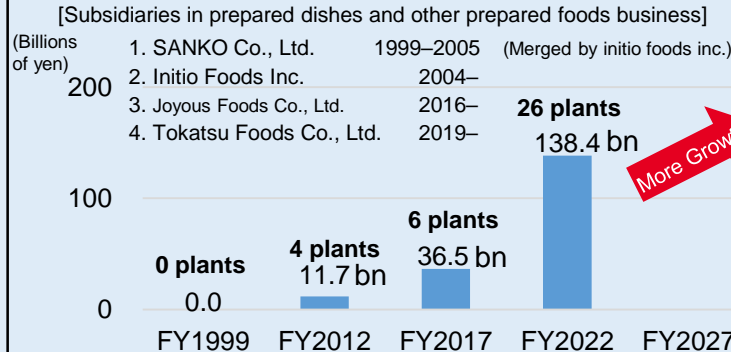 [Subsidiaries in prepared dishes and other prepared foods business]
(Billions
of yen)
1. SANKO Co., Ltd. 1999–2005 (Merged by initio foods inc.)
2. Initio Foods Inc. 2004–
3. Joyous Foods Co., Ltd. 2016–
4. Tokatsu Foods Co., Ltd. 2019–
200
100
0
0 plants
0.0
4 plants
11.7 bn
6 plants
36.5 bn
26 plants
138.4 bn
More
FY1999 FY2012 FY2017 FY2022 FY2027